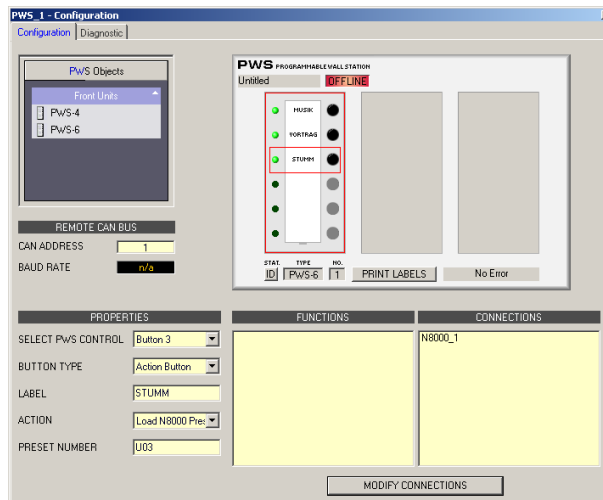 PWS_1 - Configuration
Configuration Diagnostic
PWS Objects
Front Units
PWS-4
PWS-6
REMOTE CAN BUS
CAN ADDRESS 1
BAUD RATE n/a
PWS PROGRAMMABLE WALL STATION
Untitled OFFLINE
MUSIK
VORTRAG
STUMM
STAT. TYPE NO.
ID PWS-6 1 PRINT LABELS No Error
PROPERTIES
SELECT PWS CONTROL Button 3
BUTTON TYPE Action Button
LABEL STUMM
ACTION Load N8000 Pre
PRESET NUMBER U03
FUNCTIONS
CONNECTIONS
N8000_1
MODIFY CONNECTIONS